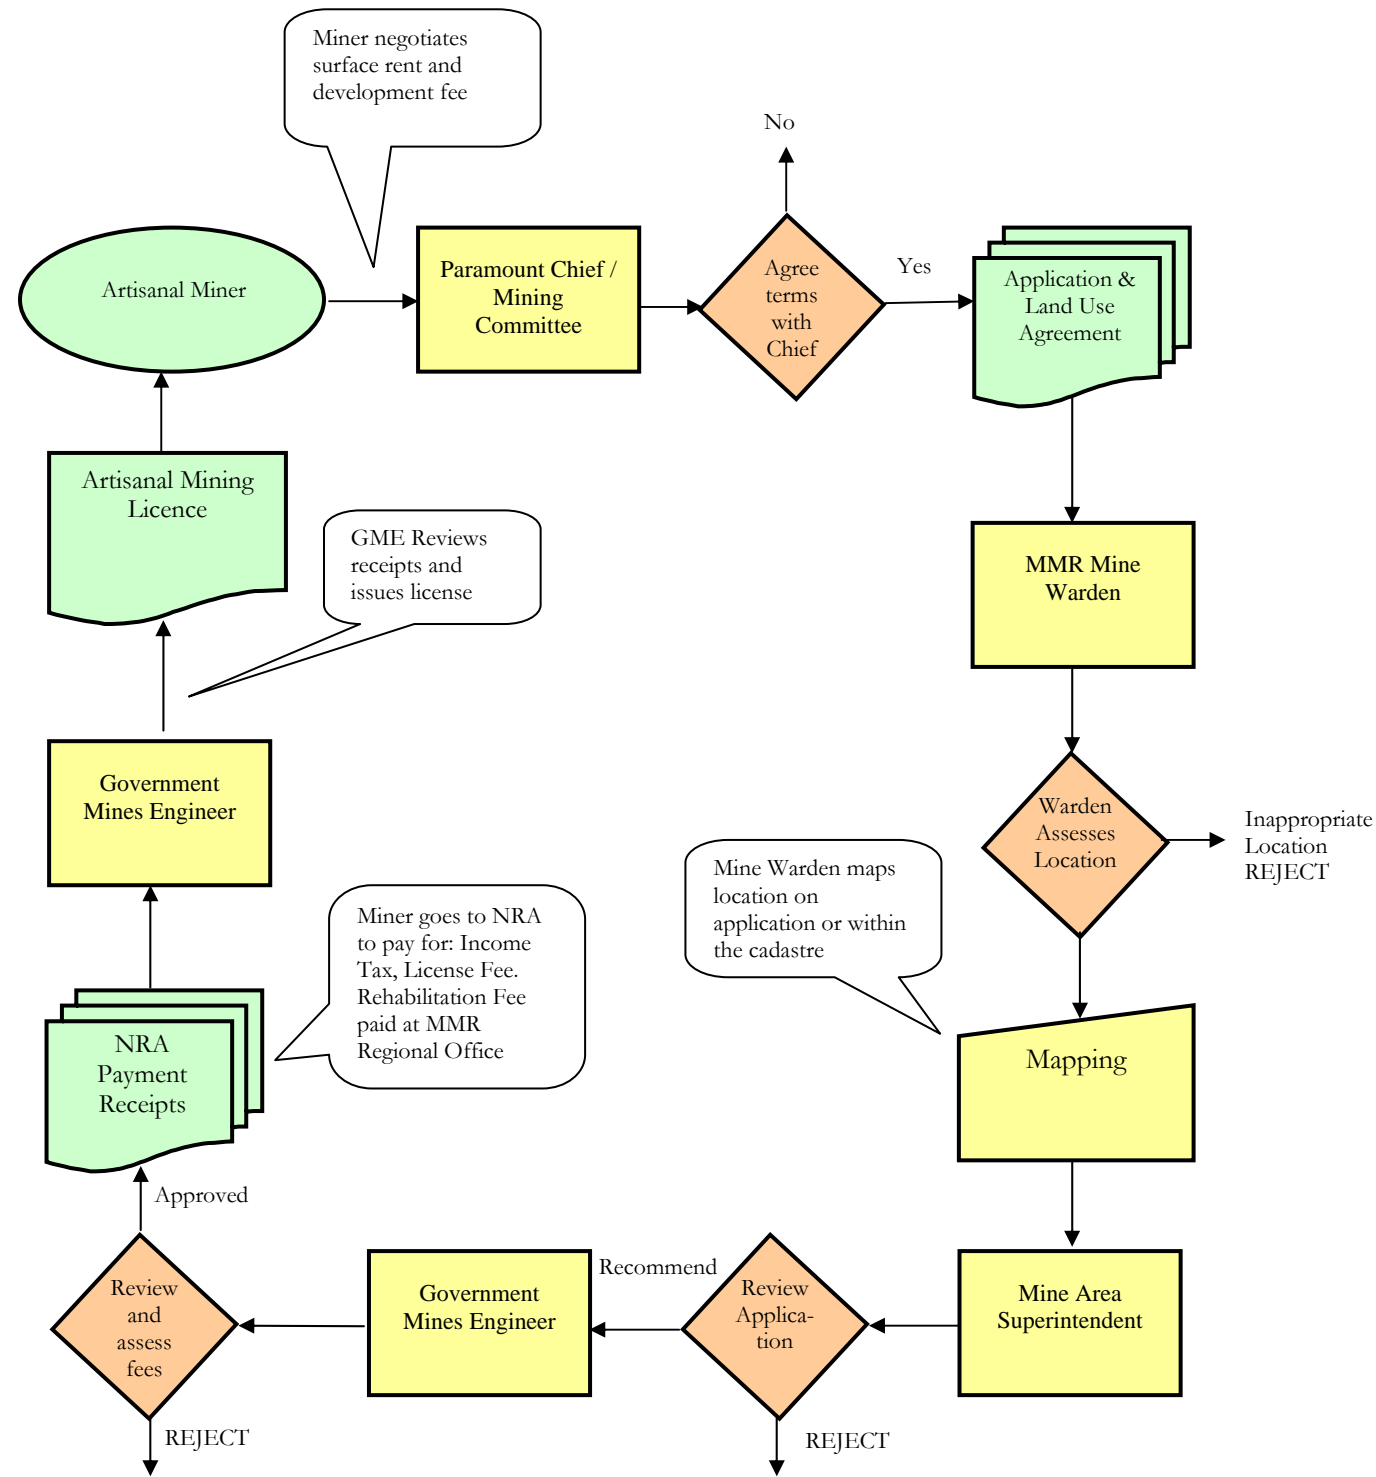 Miner negotiates
surface rent and
development fee
No
Artisanal Miner
Paramount Chief /
Mining
Committee
Agree
terms
with
Chief
Yes
Application &
Land Use
Agreement
Artisanal Mining
Licence
GME Reviews
receipts and
issues license
MMR Mine
Warden
Government
Mines Engineer
Warden
Assesses
Location
Inappropriate
Location
REJECT
Mine Warden maps
location on
application or within
the cadastre
Miner goes to NRA
to pay for: Income
Tax, License Fee.
Rehabilitation Fee
paid at MMR
Regional Office
NRA
Payment
Receipts
Mapping
Approved
Review
and
assess
fees
Government
Mines Engineer
Recommend
Review
Applica-
tion
Mine Area
Superintendent
REJECT
REJECT